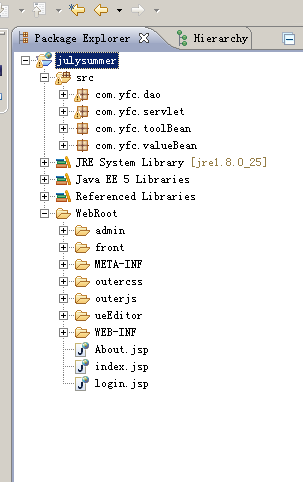 Package Explorer Hierarchy
julysummer
src
com.yfc.dao
com.yfc.servlet
com.yfc.toolBean
com.yfc.valueBean
JRE System Library [jre1.8.0_25]
Java EE 5 Libraries
Referenced Libraries
WebRoot
admin
front
META-INF
outercss
outerjs
ueEditor
WEB-INF
About.jsp
index.jsp
login.jsp